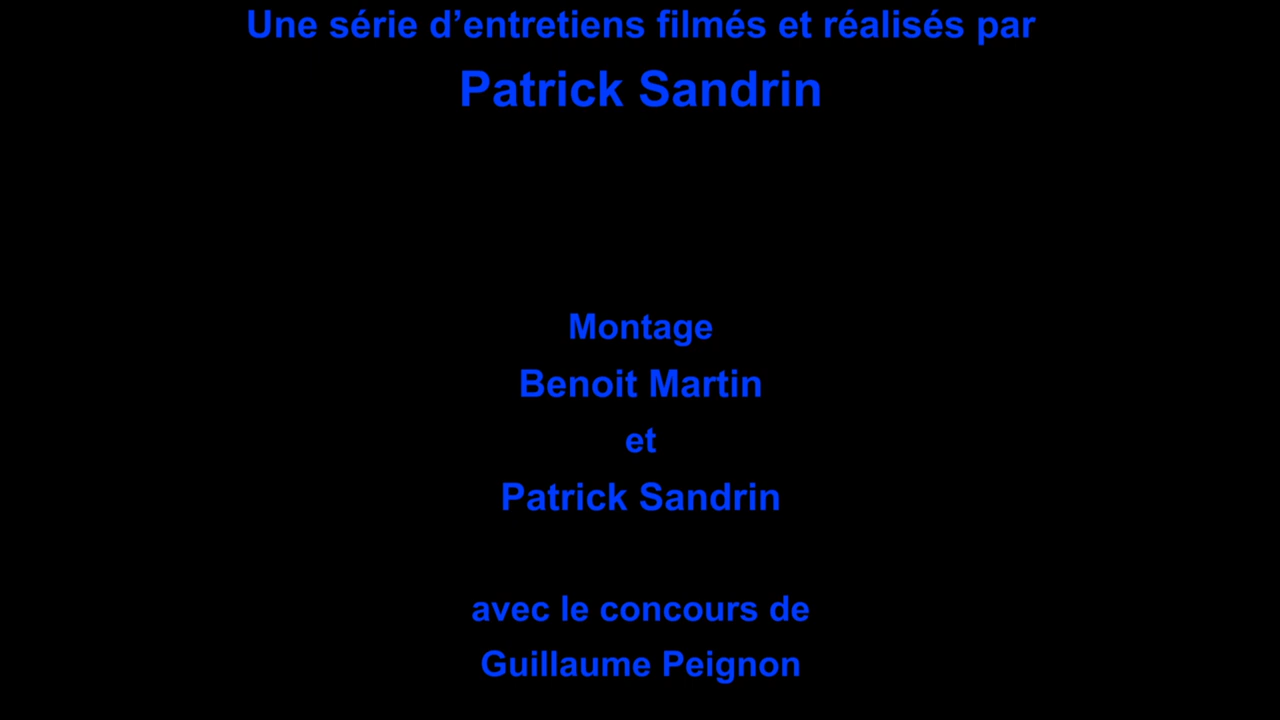 Une série d’entretiens filmés et réalisés par
Patrick Sandrin
Montage
Benoit Martin
et
Patrick Sandrin
avec le concours de
Guillaume Peignon